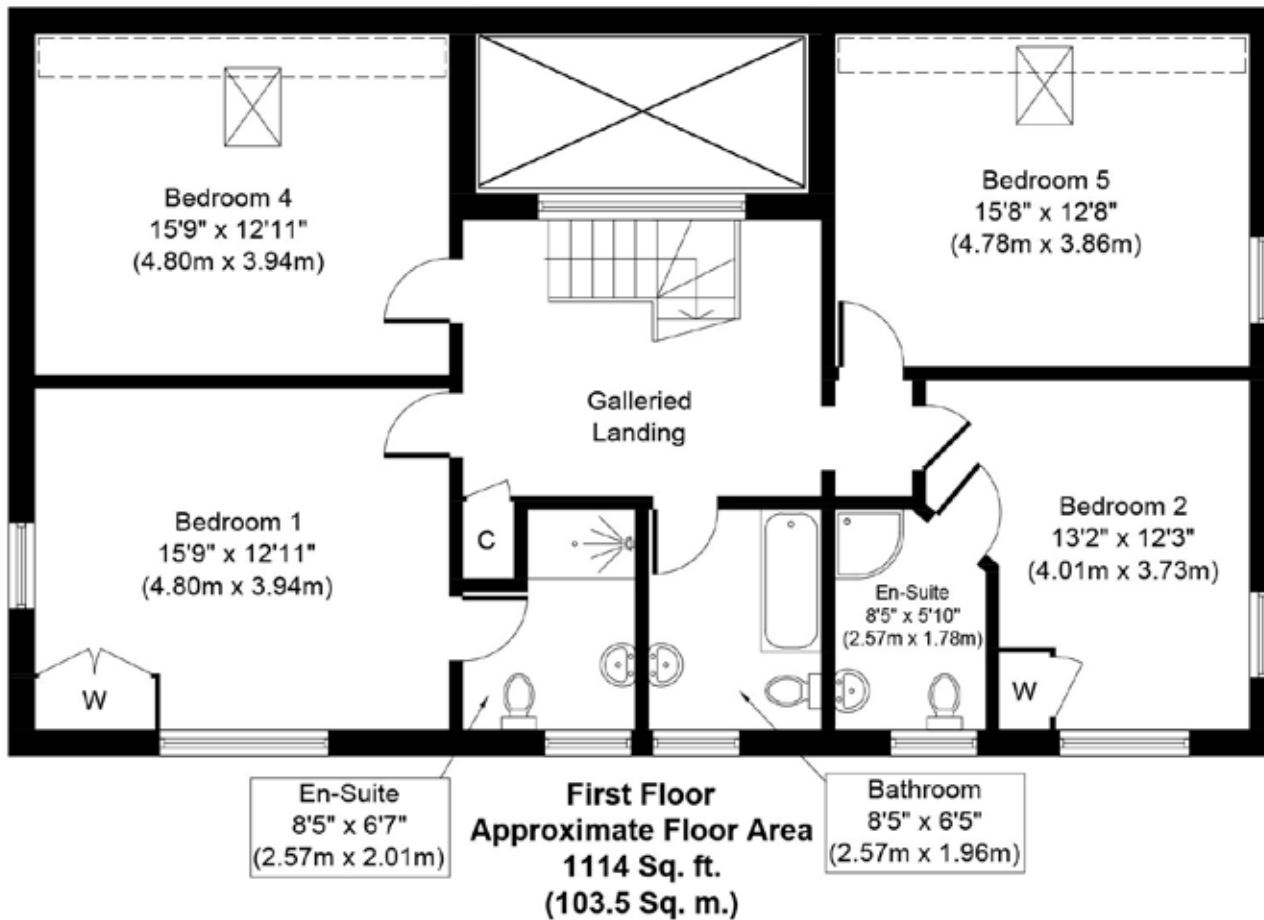 Bedroom 4
15'9" x 12'11"
(4.80m x 3.94m)
Bedroom 5
15'8" x 12'8"
(4.78m x 3.86m)
Galleried
Landing
Bedroom 1
15'9" x 12'11"
(4.80m x 3.94m)
C
Bedroom 2
13'2" x 12'3"
(4.01m x 3.73m)
En-Suite
8'5" x 5'10"
(2.57m x 1.78m)
W
W
En-Suite
8'5" x 6'7"
(2.57m x 2.01m)
First Floor
Approximate Floor Area
1114 Sq. ft.
(103.5 Sq. m.)
Bathroom
8'5" x 6'5"
(2.57m x 1.96m)